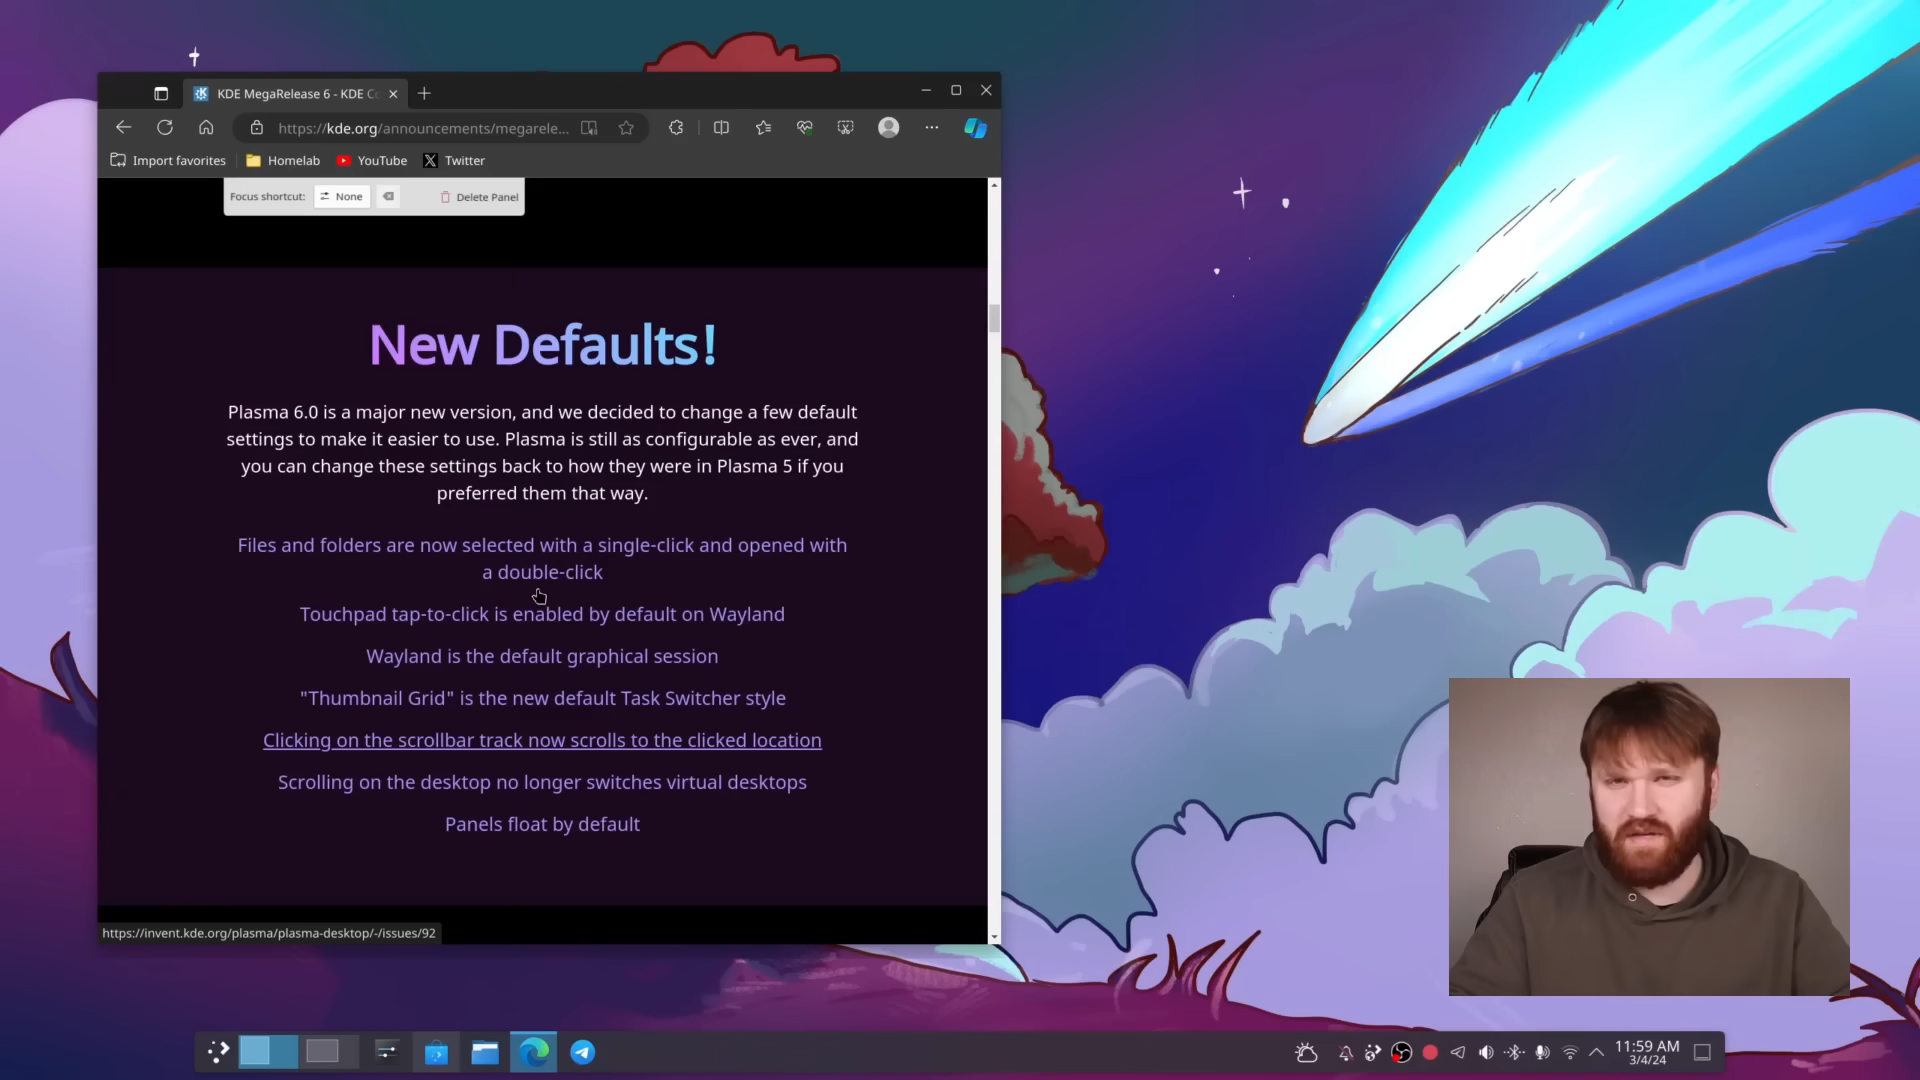 KDE MegaRelease 6 - KDE C
https://kde.org/announcements/megarele...
Import favorites
Homelab
YouTube
Twitter
Focus shortcut:
None
Delete Panel
New Defaults!
Plasma 6.0 is a major new version, and we decided to change a few default
settings to make it easier to use. Plasma is still as configurable as ever, and
you can change these settings back to how they were in Plasma 5 if you
preferred them that way.
Files and folders are now selected with a single-click and opened with
a double-click
Touchpad tap-to-click is enabled by default on Wayland
Wayland is the default graphical session
"Thumbnail Grid" is the new default Task Switcher style
Clicking on the scrollbar track now scrolls to the clicked location
Scrolling on the desktop no longer switches virtual desktops
Panels float by default
https://invent.kde.org/plasma/plasma-desktop/-/issues/92
11:59 AM
3/4/24